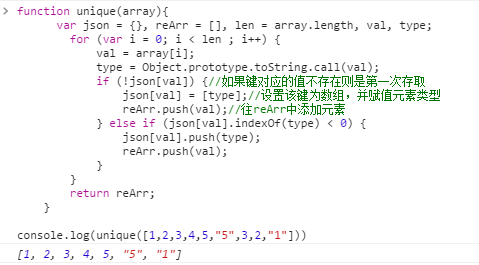 > function unique(array){
var json = {}, reArr = [], len = array.length, val, type;
for (var i = 0; i < len ; i++) {
val = array[i];
type = Object.prototype.toString.call(val);
if (!json[val]) {//如果键对应的值不存在则是第一次存取
json[val] = [type];//设置该键为数组，并赋值元素类型
reArr.push(val);//往reArr中添加元素
} else if (json[val].indexOf(type) < 0) {
json[val].push(type);
reArr.push(val);
}
}
return reArr;
}
console.log(unique([1,2,3,4,5,"5",3,2,"1"]))
[1, 2, 3, 4, 5, "5", "1"]